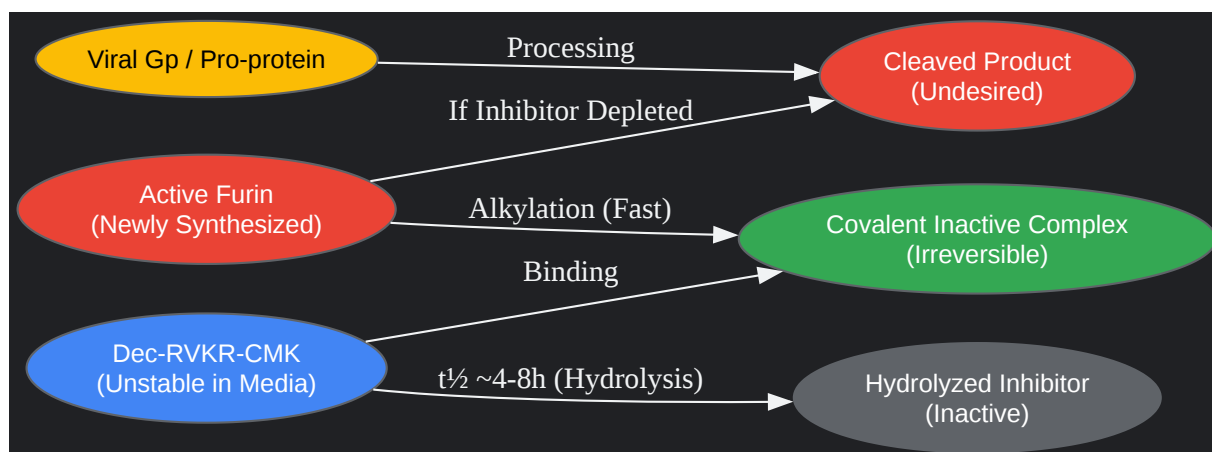 Viral Gp / Pro-protein
Processing
Cleaved Product
(Undesired)
If Inhibitor Depleted
Active Furin
(Newly Synthesized)
Alkylation (Fast)
Covalent Inactive Complex
(Irreversible)
Binding
Dec-RVKR-CMK
(Unstable in Media)
t½ ~4-8h (Hydrolysis)
Hydrolyzed Inhibitor
(Inactive)